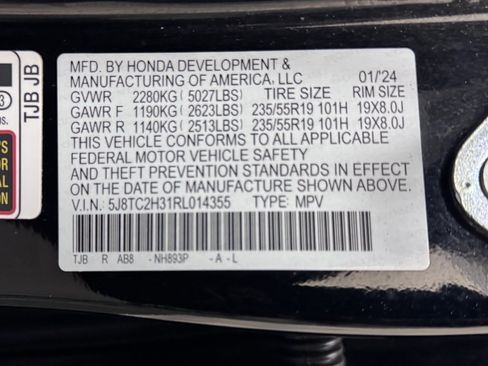 MFD. BY HONDA DEVELOPMENT &
MANUFACTURING OF AMERICA, LLC 01/'24
GVWR 2280KG(5027LBS) TIRE SIZE RIM SIZE
GAWR F 1190KG(2623LBS) 235/55R19 101H 19X8.0J
GAWR R 1140KG(2513LBS) 235/55R19 101H 19X8.0J
THIS VEHICLE CONFORMS TO ALL APPLICABLE
FEDERAL MOTOR VEHICLE SAFETY
AND THEFT PREVENTION STANDARDS IN EFFECT
ON THE DATE OF MANUFACTURE SHOWN ABOVE.
V.I.N.: 5J8TC2H31RL014355 TYPE: MPV
TJB R AB8 -NH893P -A-L
TJB JB